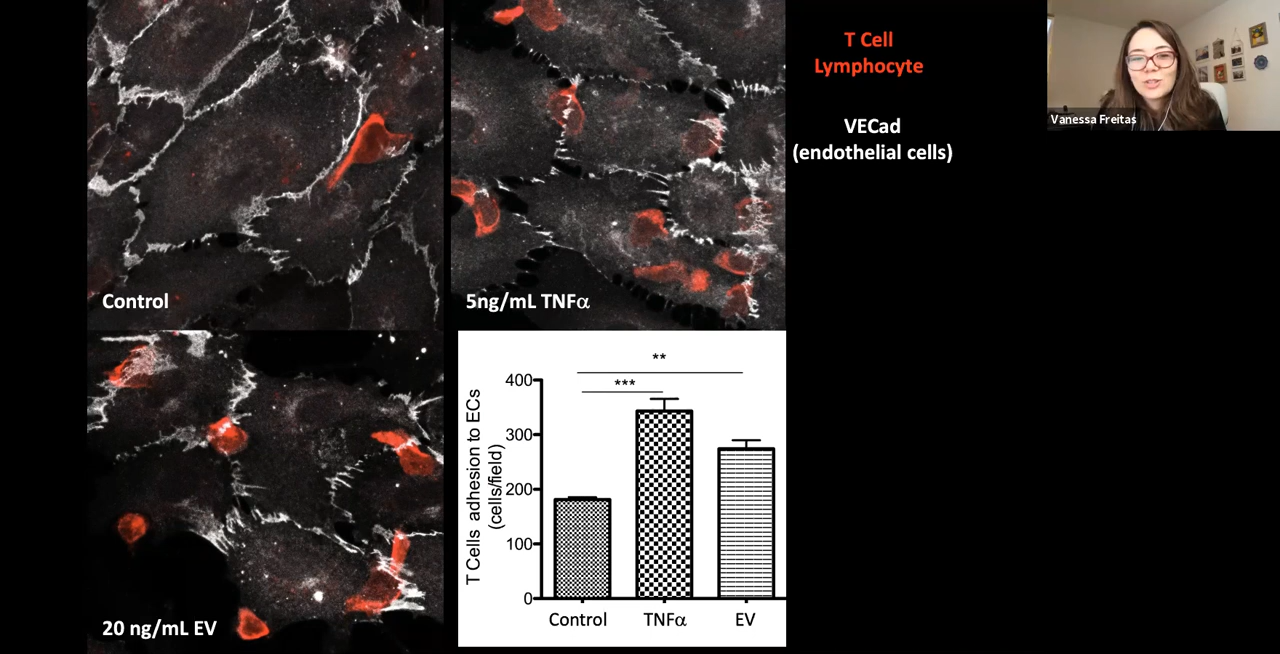 T Cell
Lymphocyte
VECad
(endothelial cells)
Vanessa Freitas
Control
5ng/mL TNFα
20 ng/mL EV
T Cells adhesion to ECs
(cells/field)
400
300
200
100
0
**
***
Control
TNFα
EV